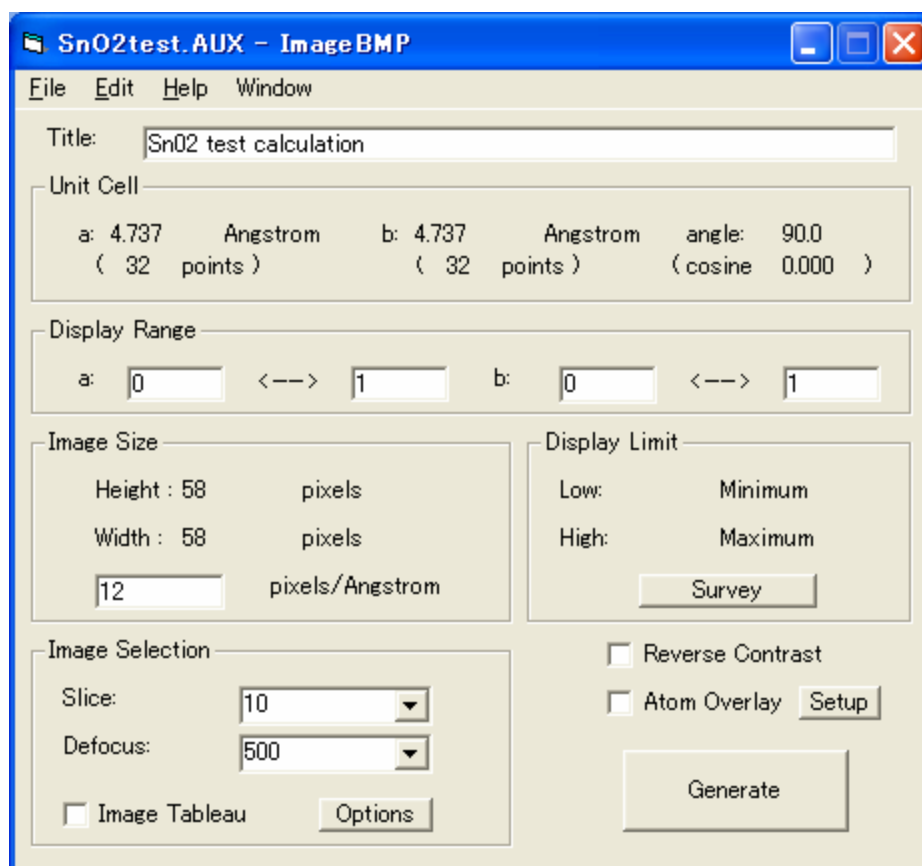 SnO2test.AUX - ImageBMP
File Edit Help Window
Title: Sn02 test calculation
Unit Cell
a: 4.737 Angstrom b: 4.737 Angstrom angle: 90.0
( 32 points ) ( 32 points ) ( cosine 0.000 )
Display Range
a: 0 <--> 1 b: 0 <--> 1
Image Size
Height : 58 pixels
Width : 58 pixels
12 pixels/Angstrom
Display Limit
Low: Minimum
High: Maximum
Survey
Image Selection
Slice: 10
Defocus: 500
Image Tableau Options
Reverse Contrast
Atom Overlay Setup
Generate